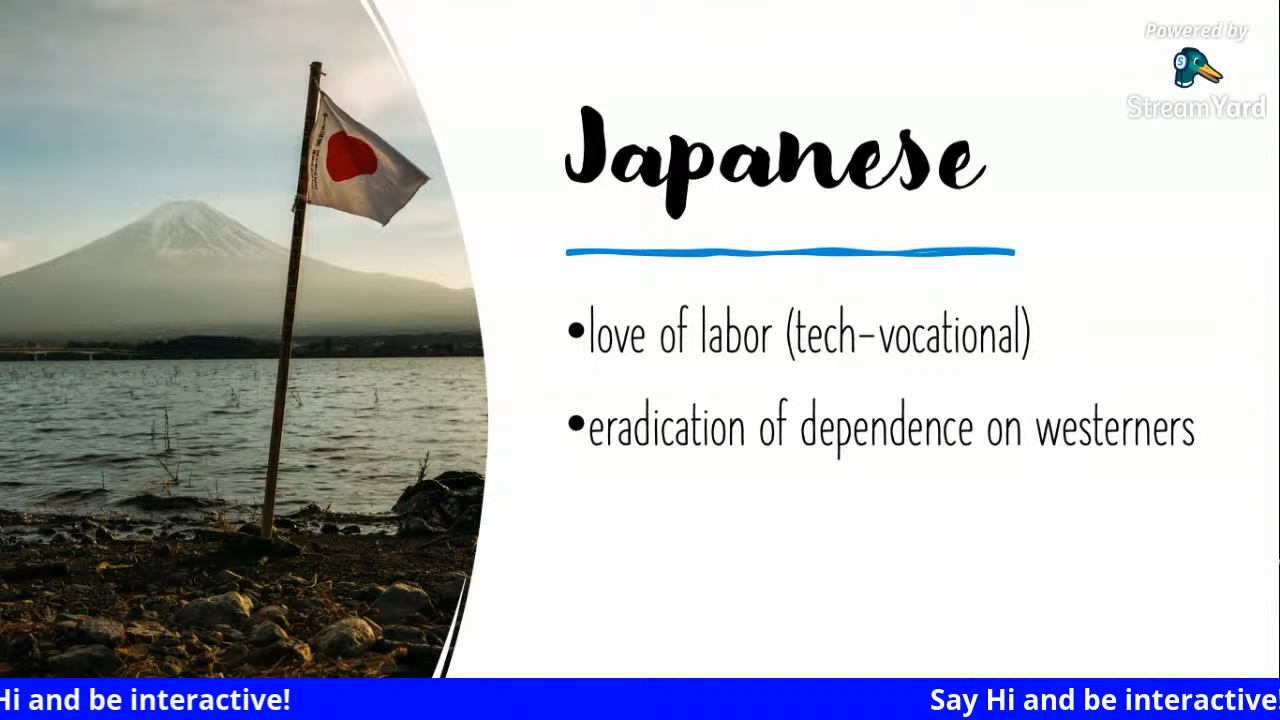 Powered by
StreamYard
Japanese
•love of labor (tech-vocational)
•eradication of dependence on westerners
Hi and be interactive!
Say Hi and be interactive!